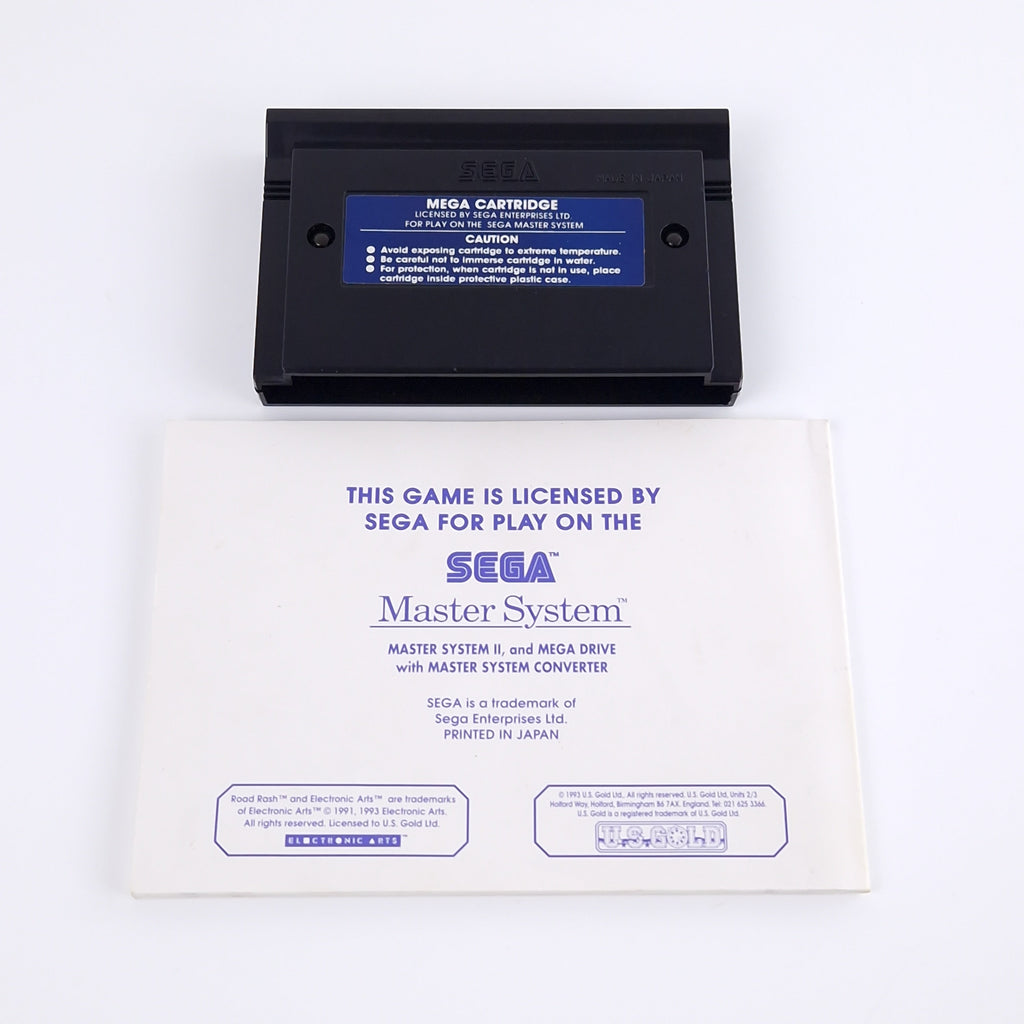 SEGA
MADE IN JAPAN
MEGA CARTRIDGE
LICENSED BY SEGA ENTERPRISES LTD
FOR PLAY ON THE SEGA MASTER SYSTEM
CAUTION
● Avoid exposing cartridge to extreme temperature.
● Be careful not to immerse cartridge in water.
● For protection, when cartridge is not in use, place
cartridge inside protective plastic case.
THIS GAME IS LICENSED BY
SEGA FOR PLAY ON THE
SEGA™
Master System™
MASTER SYSTEM II, and MEGA DRIVE
with MASTER SYSTEM CONVERTER
SEGA is a trademark of
Sega Enterprises Ltd.
PRINTED IN JAPAN
Road Rash™ and Electronic Arts™ are trademarks
of Electronic Arts™ © 1991, 1993 Electronic Arts.
All rights reserved. Licensed to U.S. Gold Ltd.
ELECTRONIC ARTS™
© 1993 U.S. Gold Ltd., All rights reserved. U.S. Gold Ltd, Units 2/3
Holford Way, Holford, Birmingham B6 7AX. England. Tel: 021 625 3366.
U.S. Gold is a registered trademark of U.S. Gold Ltd.
U.S.GOLD